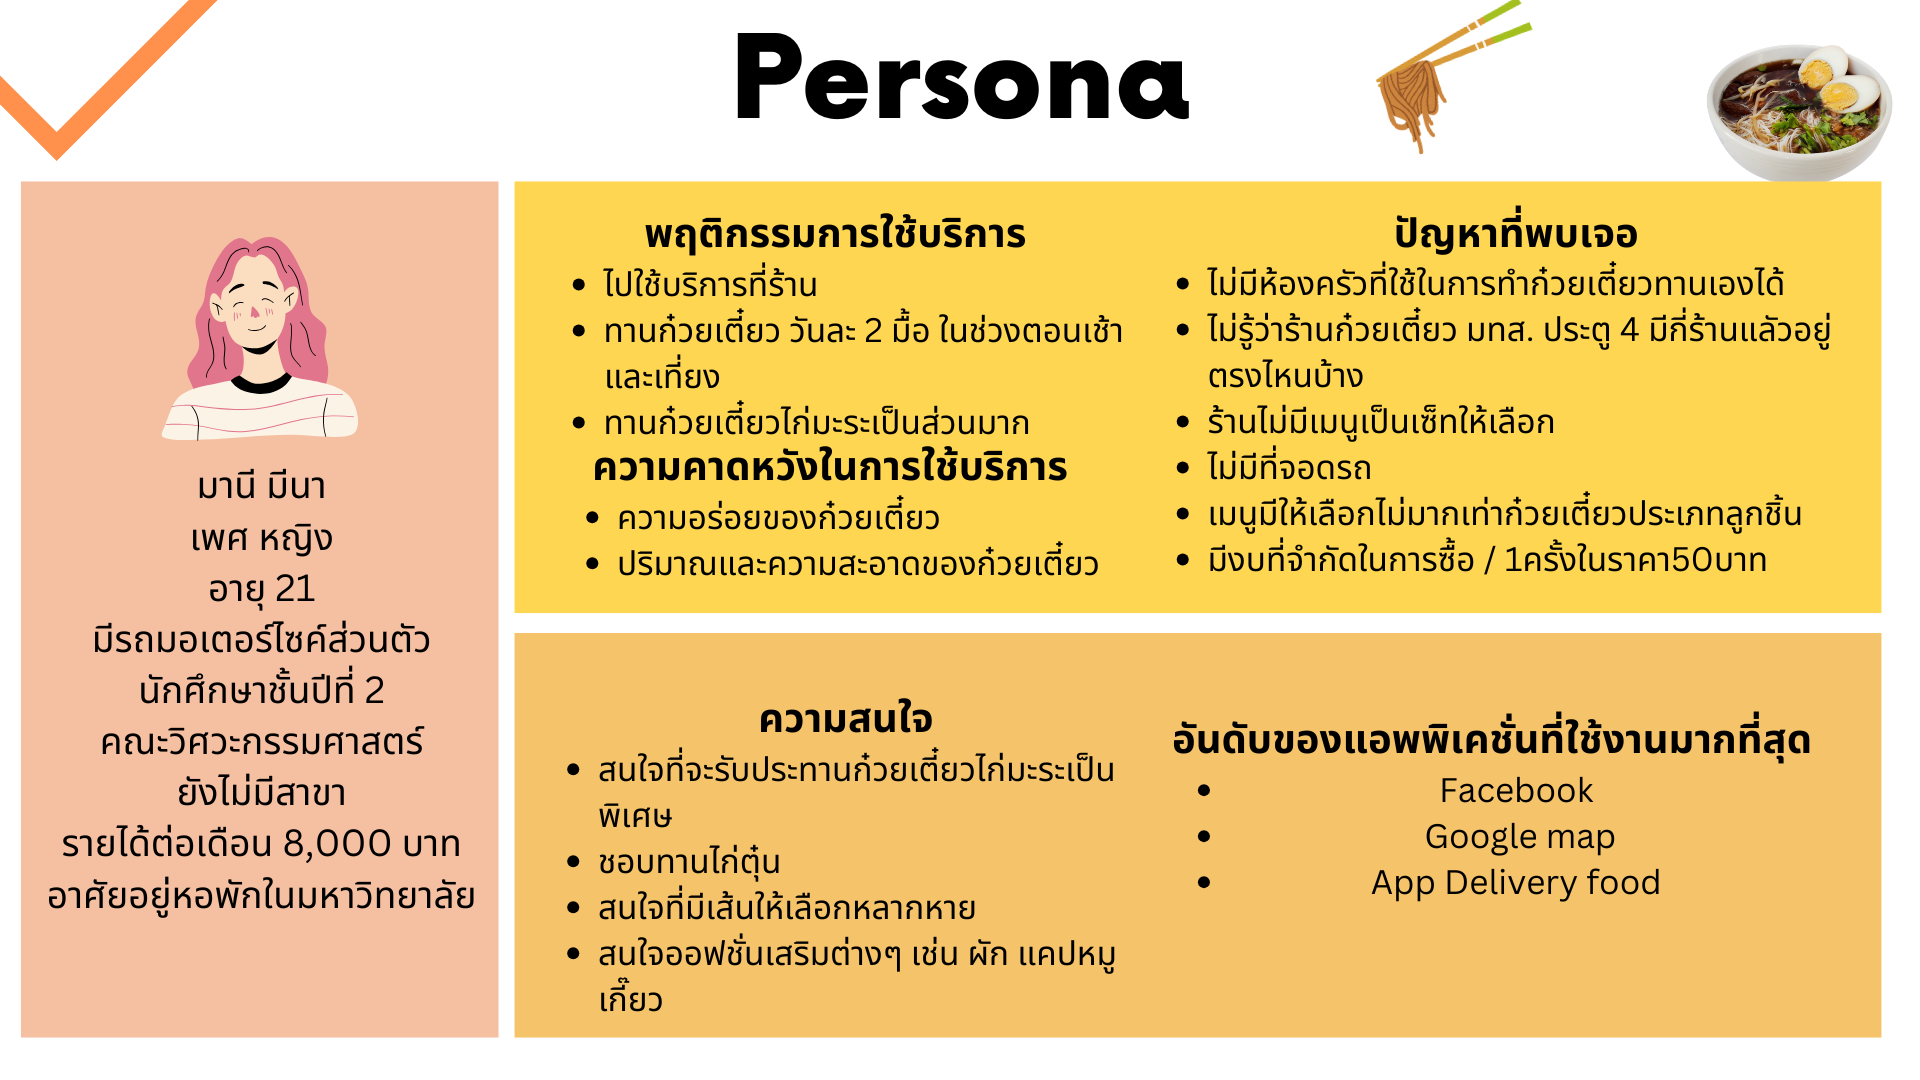 Persona
มานี มีนา
เพศ หญิง
อายุ 21
มีรถมอเตอร์ไซค์ส่วนตัว
นักศึกษาชั้นปีที่ 2
คณะวิศวะกรรมศาสตร์
ยังไม่มีสาขา
รายได้ต่อเดือน 8,000 บาท
อาศัยอยู่หอพักในมหาวิทยาลัย
พฤติกรรมการใช้บริการ
• ไปใช้บริการที่ร้าน
• ทานก๋วยเตี๋ยว วันละ 2 มื้อ ในช่วงตอนเช้า
และเที่ยง
• ทานก๋วยเตี๋ยวไก่มะระเป็นส่วนมาก
ความคาดหวังในการใช้บริการ
• ความอร่อยของก๋วยเตี๋ยว
• ปริมาณและความสะอาดของก๋วยเตี๋ยว
ปัญหาที่พบเจอ
• ไม่มีห้องครัวที่ใช้ในการทำก๋วยเตี๋ยวทานเองได้
• ไม่รู้ว่าร้านก๋วยเตี๋ยว มทส. ประตู 4 มีกี่ร้านแล้วอยู่
ตรงไหนบ้าง
• ร้านไม่มีเมนูเป็นเซ็ทให้เลือก
• ไม่มีที่จอดรถ
• เมนูมีให้เลือกไม่มากเท่าก๋วยเตี๋ยวประเภทลูกชิ้น
• มีงบที่จำกัดในการซื้อ / 1ครั้งในราคา50บาท
ความสนใจ
• สนใจที่จะรับประทานก๋วยเตี๋ยวไก่มะระเป็น
พิเศษ
• ชอบทานไก่ตุ๋น
• สนใจที่มีเส้นให้เลือกหลากหาย
• สนใจออฟชั่นเสริมต่างๆ เช่น ผัก แคปหมู
เกี๊ยว
อันดับของแอพพิเคชั่นที่ใช้งานมากที่สุด
• Facebook
• Google map
• App Delivery food